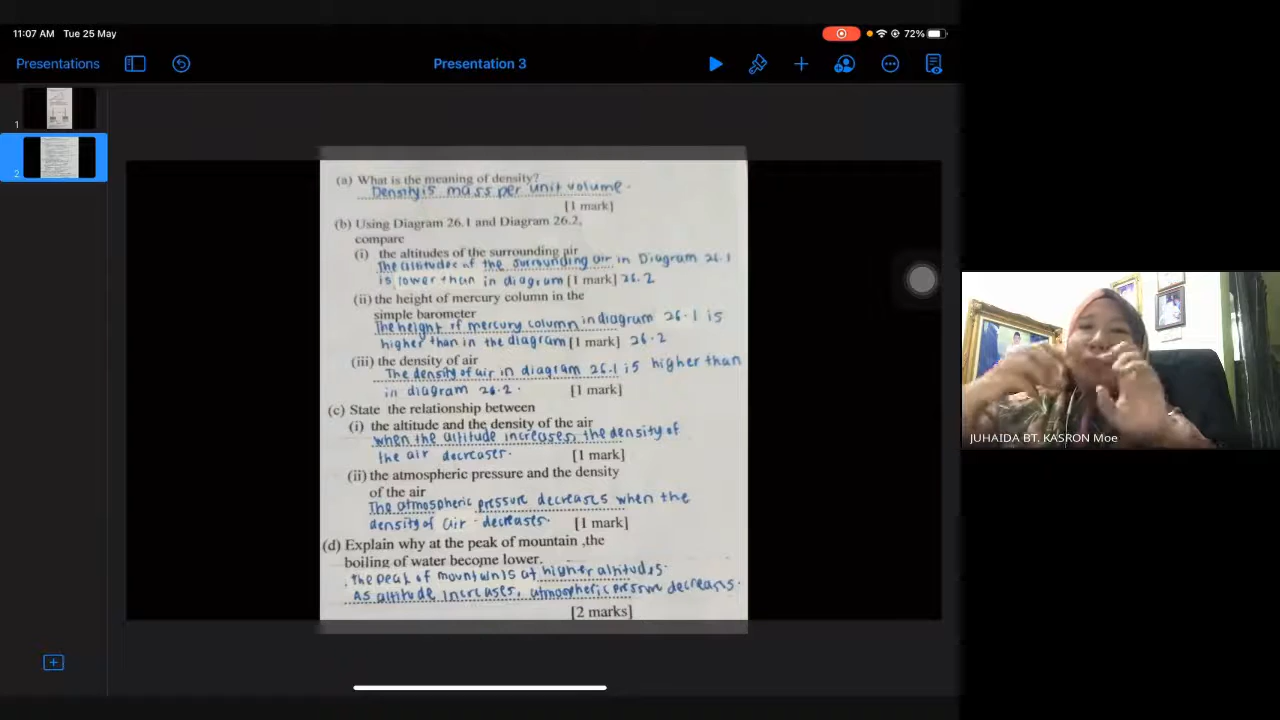 11:07 AM Tue 25 May
72%
Presentations
Presentation 3
1
2
(a) What is the meaning of density?
Density is mass per unit volume.
[1 mark]
(b) Using Diagram 26.1 and Diagram 26.2,
compare
(i) the altitudes of the surrounding air
The altitudes of the surrounding air in Diagram 26.1
is lower than in diagram [1 mark] 26.2
(ii) the height of mercury column in the
simple barometer
The height of mercury column in diagram 26.1 is
higher than in the diagram [1 mark] 26.2
(iii) the density of air
The density of air in diagram 26.1 is higher than
in diagram 26.2. [1 mark]
(c) State the relationship between
(i) the altitude and the density of the air
when the altitude increases, the density of
the air decreases. [1 mark]
(ii) the atmospheric pressure and the density
of the air
The atmospheric pressure decreases when the
density of air decreases. [1 mark]
(d) Explain why at the peak of mountain ,the
boiling of water become lower.
The peak of mountain is at higher altitudes.
As altitude increases, atmospheric pressure decreases.
[2 marks]
JUHAIDA BT. KASRON Moe